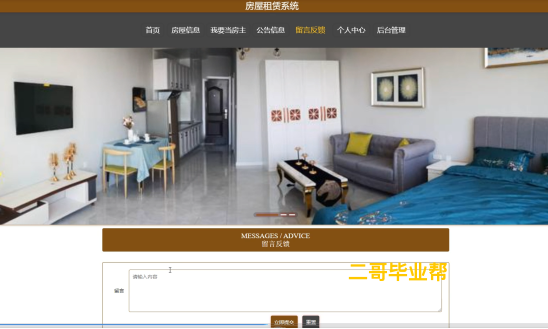 房屋租赁系统
首页 房屋信息 我要当房主 公告信息 留言反馈 个人中心 后台管理
MESSAGES / ADVICE
留言反馈
二哥毕业帮
请输入内容
留言
立即提交 重置